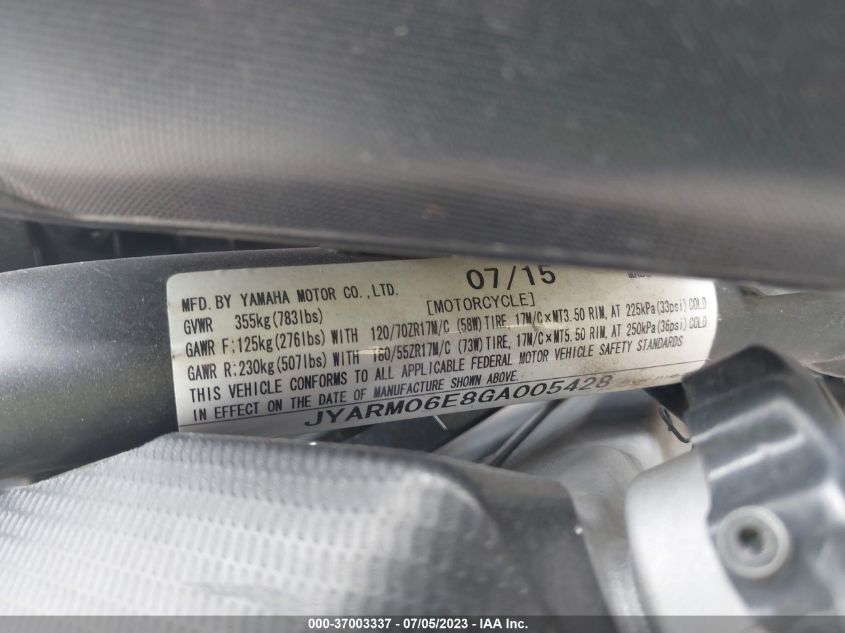 07/15
MFD. BY YAMAHA MOTOR CO.,LTD.
[MOTORCYCLE]
GVWR 355kg(783lbs)
GAWR F:125kg(276lbs) WITH 120/70ZR17M/C (58W) TIRE, 17M/C×MT3.50 RIM, AT 225kPa(33psi) COLD
GAWR R:230kg(507lbs) WITH 180/55ZR17M/C (73W) TIRE, 17M/C×MT5.50 RIM, AT 250kPa(36psi) COLD
THIS VEHICLE CONFORMS TO ALL APPLICABLE FEDERAL MOTOR VEHICLE SAFETY STANDARDS
IN EFFECT ON THE DATE OF MANUFACTURE SHOWN ABOVE.
JYARM06E8GA005428
000-37003337 - 07/05/2023 - IAA Inc.